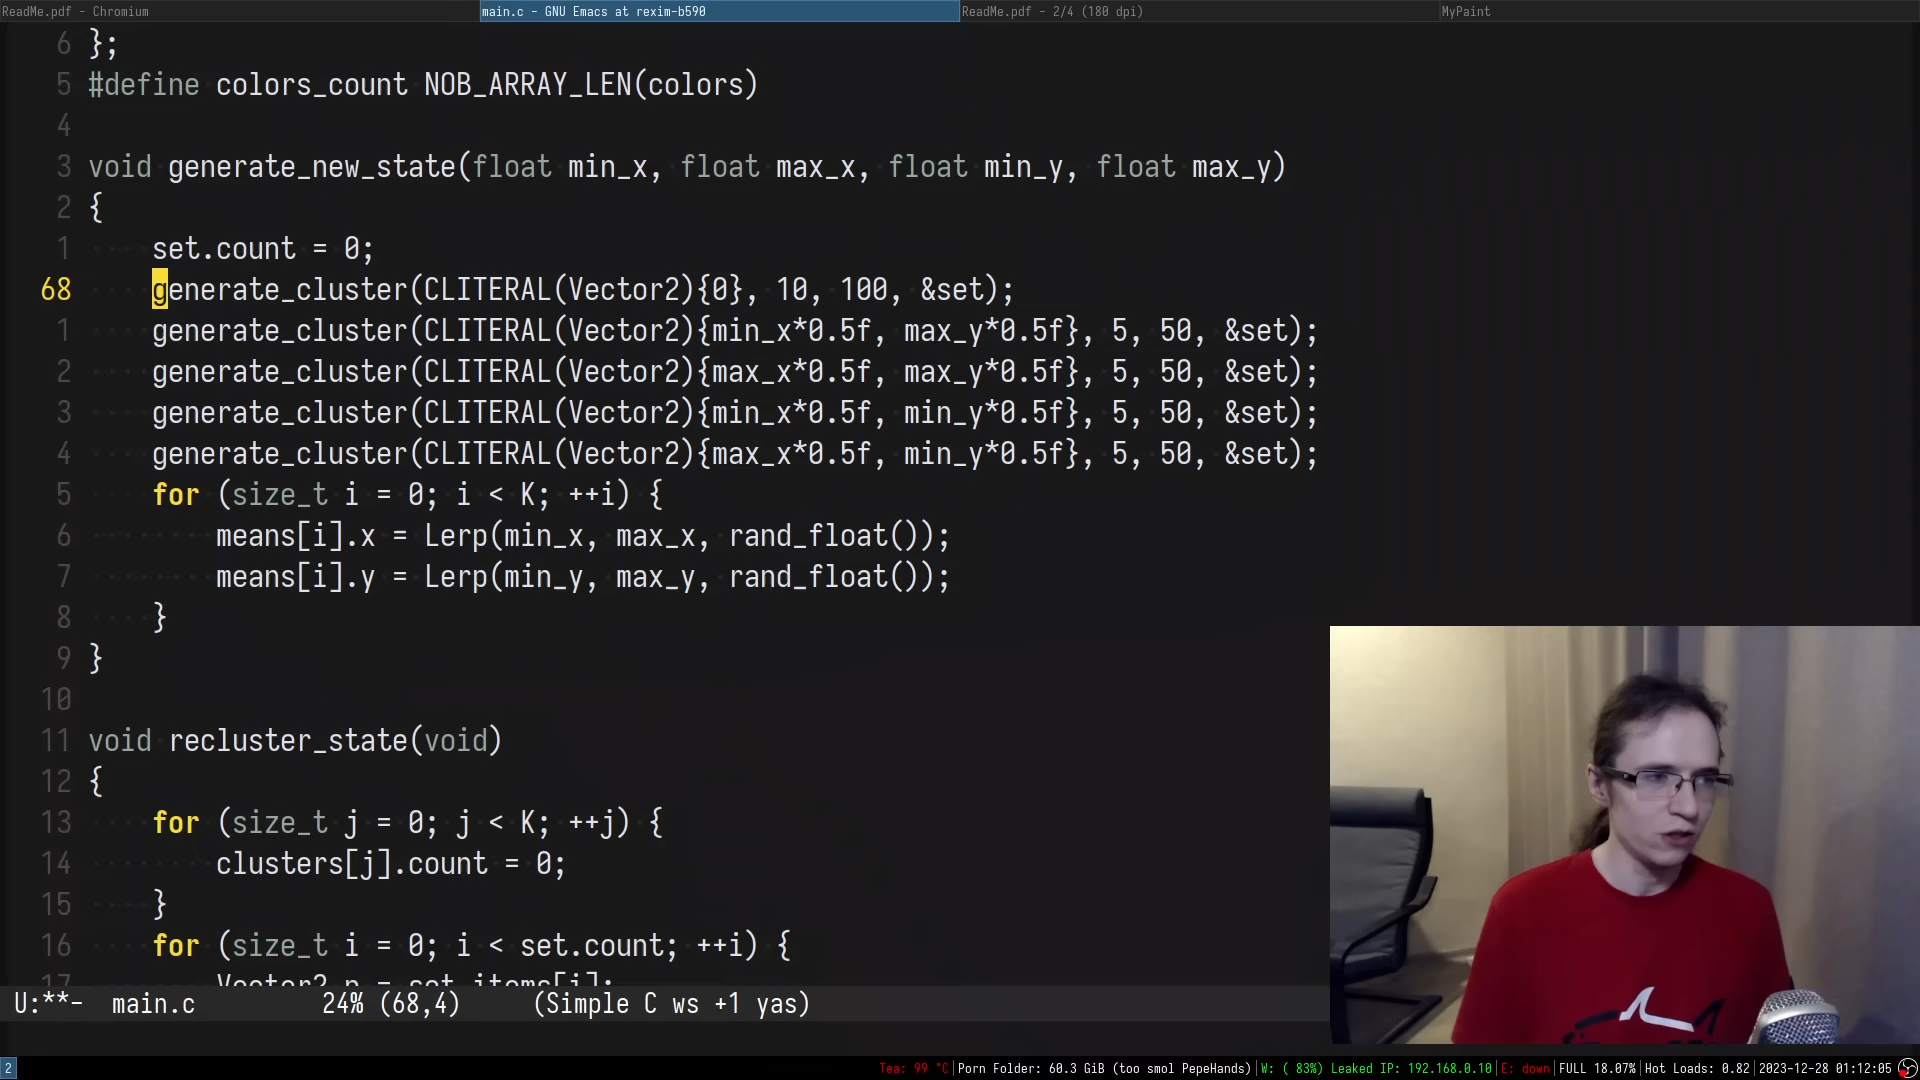 ReadMe.pdf - Chromium
main.c - GNU Emacs at rexim-b590
ReadMe.pdf - 2/4 (180 dpi)
MyPaint
6 };
5 #define colors_count NOB_ARRAY_LEN(colors)
4
3 void generate_new_state(float min_x, float max_x, float min_y, float max_y)
2 {
1 set.count = 0;
68 generate_cluster(CLITERAL(Vector2){0}, 10, 100, &set);
1 generate_cluster(CLITERAL(Vector2){min_x*0.5f, max_y*0.5f}, 5, 50, &set);
2 generate_cluster(CLITERAL(Vector2){max_x*0.5f, max_y*0.5f}, 5, 50, &set);
3 generate_cluster(CLITERAL(Vector2){min_x*0.5f, min_y*0.5f}, 5, 50, &set);
4 generate_cluster(CLITERAL(Vector2){max_x*0.5f, min_y*0.5f}, 5, 50, &set);
5 for (size_t i = 0; i < K; ++i) {
6 means[i].x = Lerp(min_x, max_x, rand_float());
7 means[i].y = Lerp(min_y, max_y, rand_float());
8 }
9 }
10
11 void recluster_state(void)
12 {
13 for (size_t j = 0; j < K; ++j) {
14 clusters[j].count = 0;
15 }
16 for (size_t i = 0; i < set.count; ++i) {
17 Vector2 p = set.items[i];
U:**- main.c 24% (68,4) (Simple C ws +1 yas)
2
Tea: 99 °C|Porn Folder: 60.3 GiB (too smol PepeHands)|W: ( 83%) Leaked IP: 192.168.0.10|E: down|FULL 18.07%|Hot Loads: 0.82|2023-12-28 01:12:05